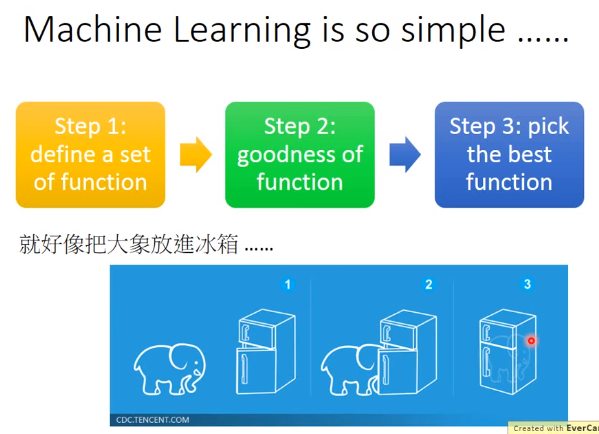 Machine Learning is so simple ......
Step 1:
define a set
of function
Step 2:
goodness of
function
Step 3: pick
the best
function
就好像把大象放進冰箱 ......
1
2
3
CDC.TENCENT.COM
Created with